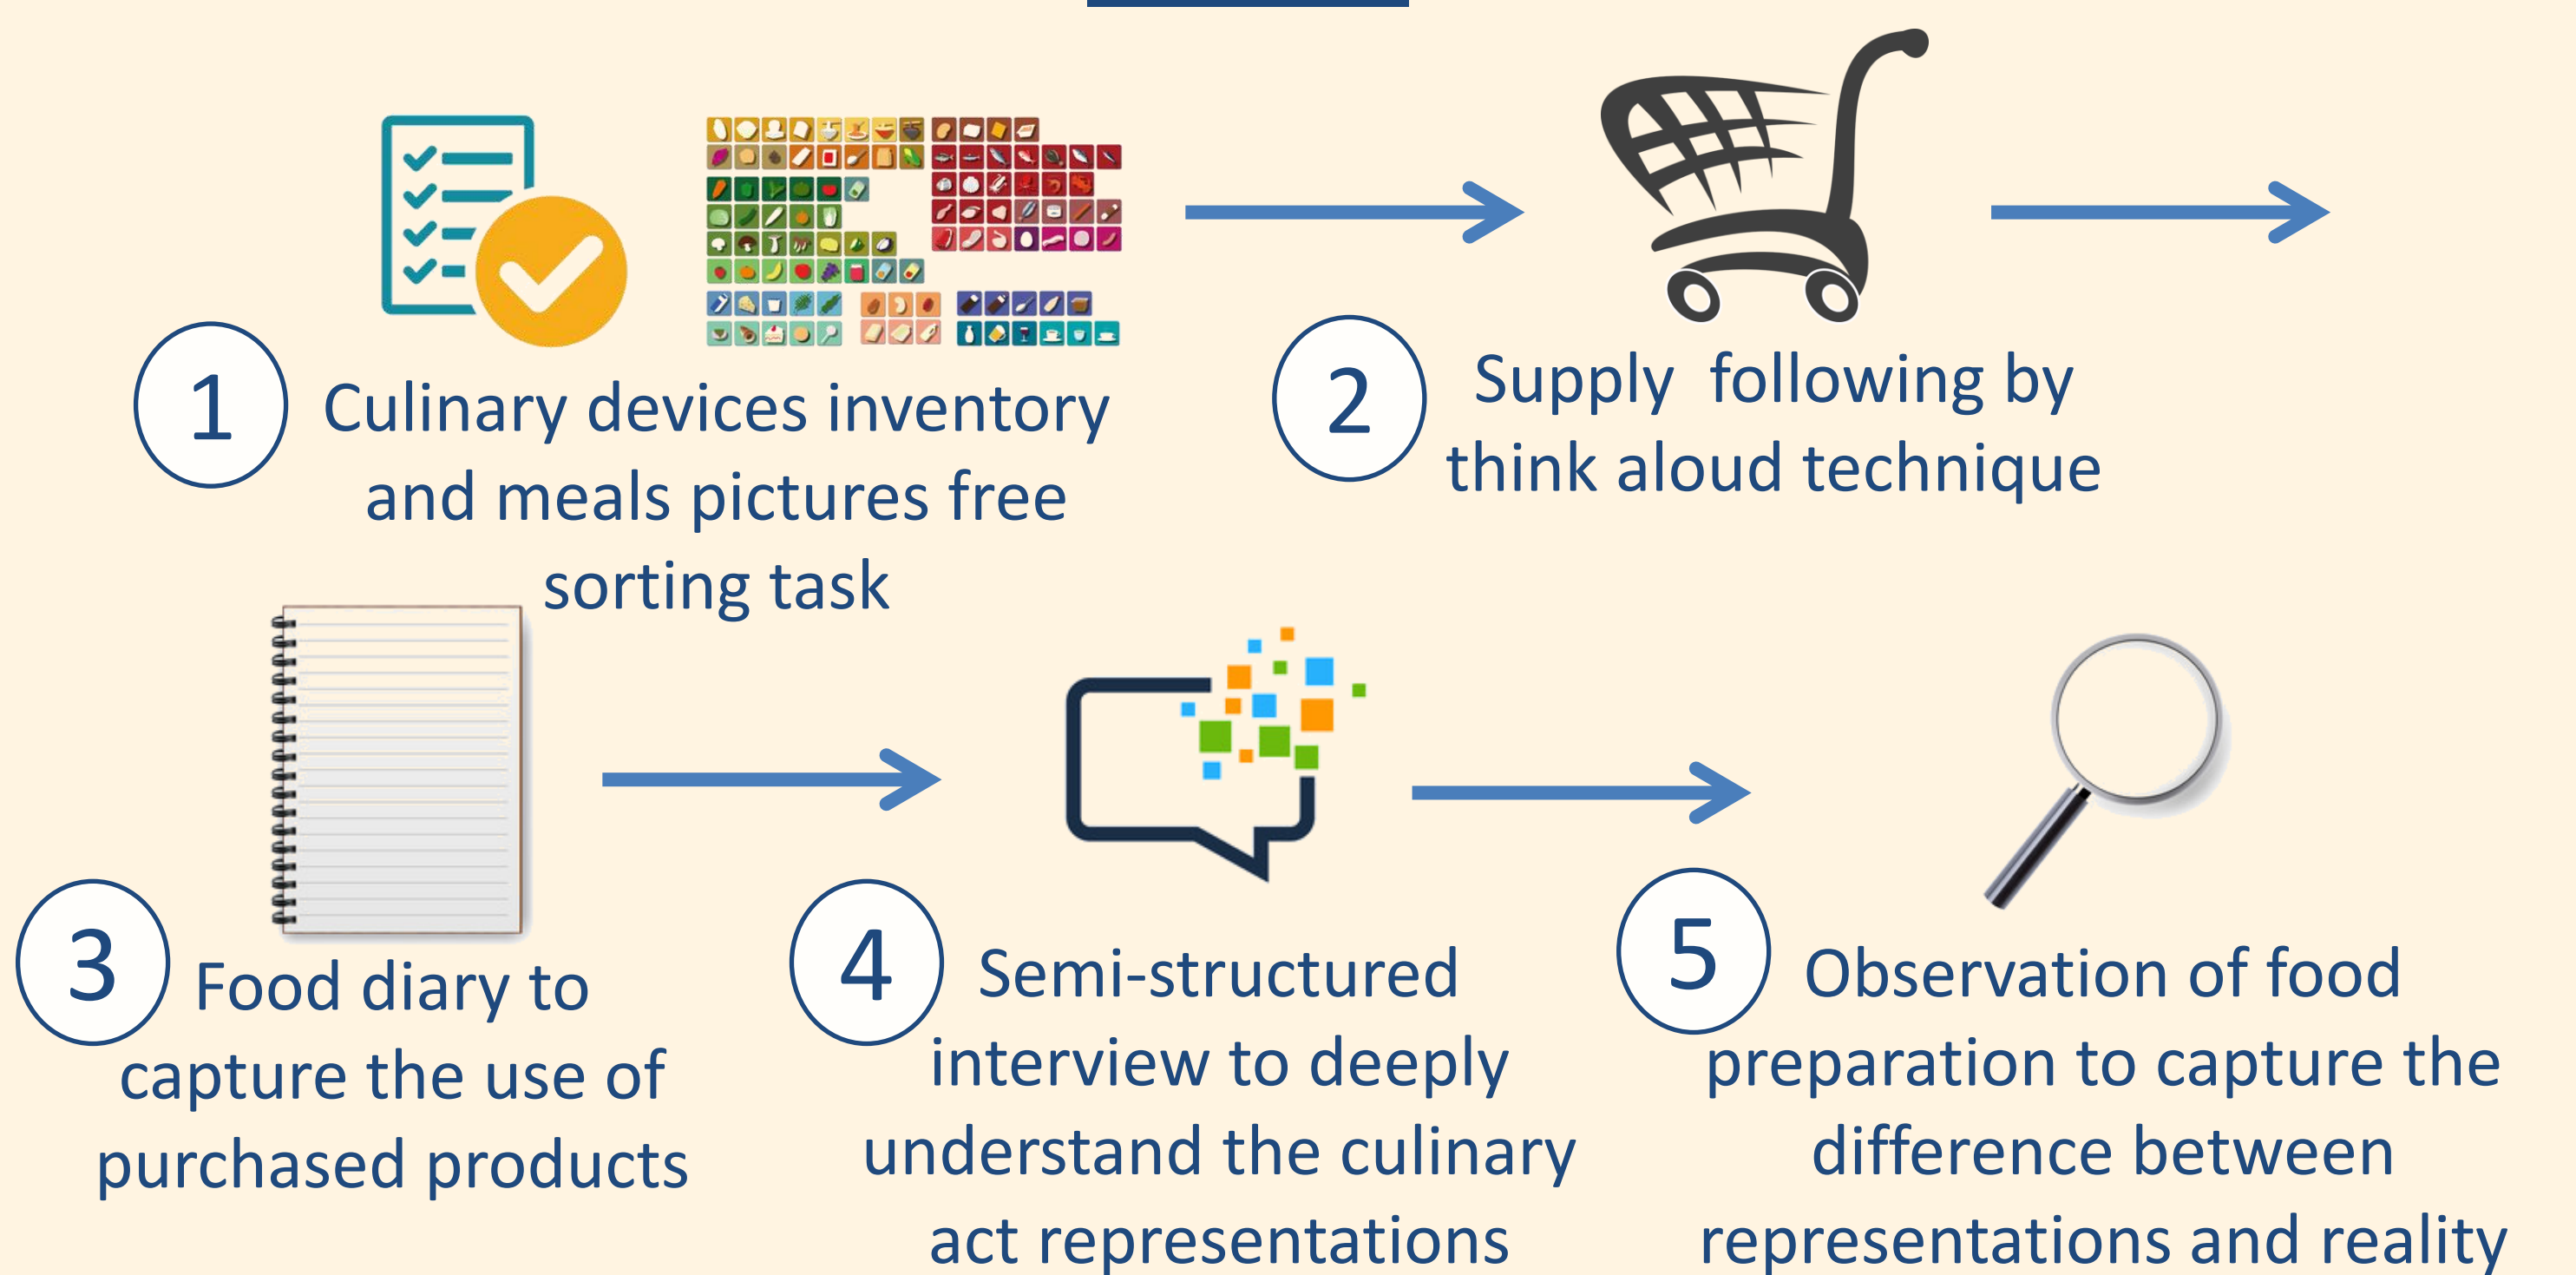 1
Culinary devices inventory
and meals pictures free
sorting task
2
Supply following by
think aloud technique
3
Food diary to
capture the use of
purchased products
4
Semi-structured
interview to deeply
understand the culinary
act representations
5
Observation of food
preparation to capture the
difference between
representations and reality